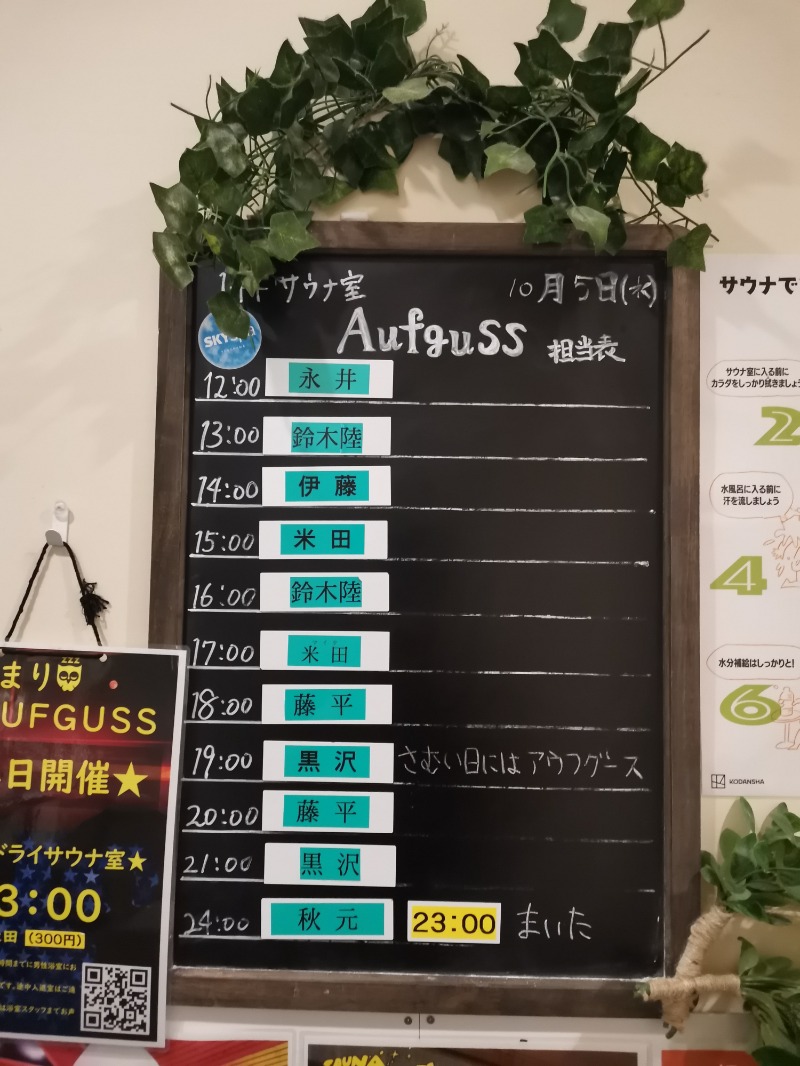 サウナ室
10月5日(水)
Aufguss 担当表
12:00 永井
13:00 鈴木陸
14:00 伊藤
15:00 米田
16:00 鈴木陸
17:00 米田
18:00 藤平
19:00 黒沢 さむい日にはアウフグース
20:00 藤平
21:00 黒沢
24:00 秋元 23:00 まいた
まり
UFGUSS
日開催★
ドライサウナ室★
3:00
田 (300円)
サウナで
サウナ室に入る前に
カラダをしっかり拭きましょう
2
水風呂に入る前に
汗を流しましょう
4
水分補給はしっかりと!
6
KODANSHA
SAUNA